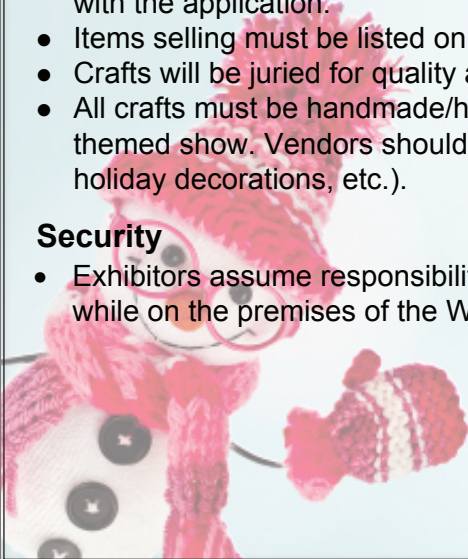 with the application.
● Items selling must be listed on
● Crafts will be juried for quality
● All crafts must be handmade/h
themed show. Vendors should
holiday decorations, etc.).
Security
● Exhibitors assume responsibili
while on the premises of the W